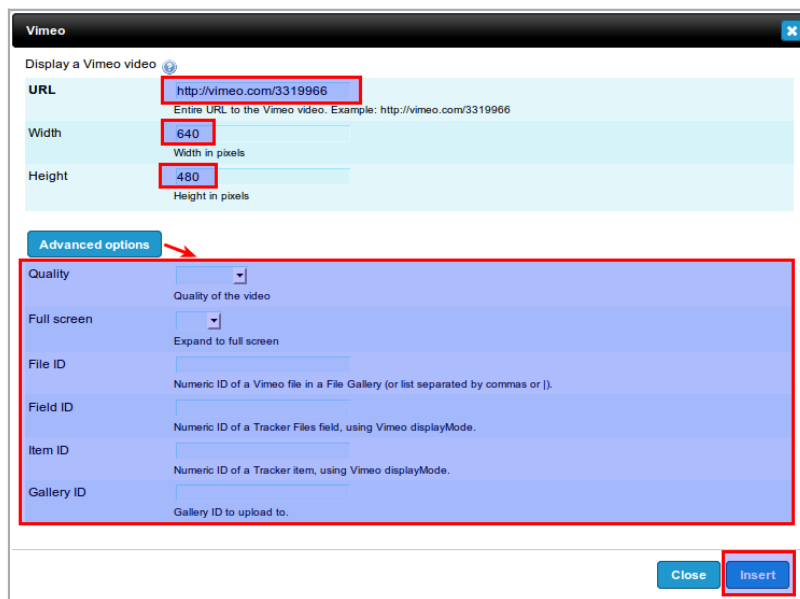 Vimeo
Display a Vimeo video
URL
http://vimeo.com/3319966
Entire URL to the Vimeo video. Example: http://vimeo.com/3319966
Width
640
Width in pixels
Height
480
Height in pixels
Advanced options
Quality
Quality of the video
Full screen
Expand to full screen
File ID
Numeric ID of a Vimeo file in a File Gallery (or list separated by commas or |).
Field ID
Numeric ID of a Tracker Files field, using Vimeo displayMode.
Item ID
Numeric ID of a Tracker item, using Vimeo displayMode.
Gallery ID
Gallery ID to upload to.
Close Insert